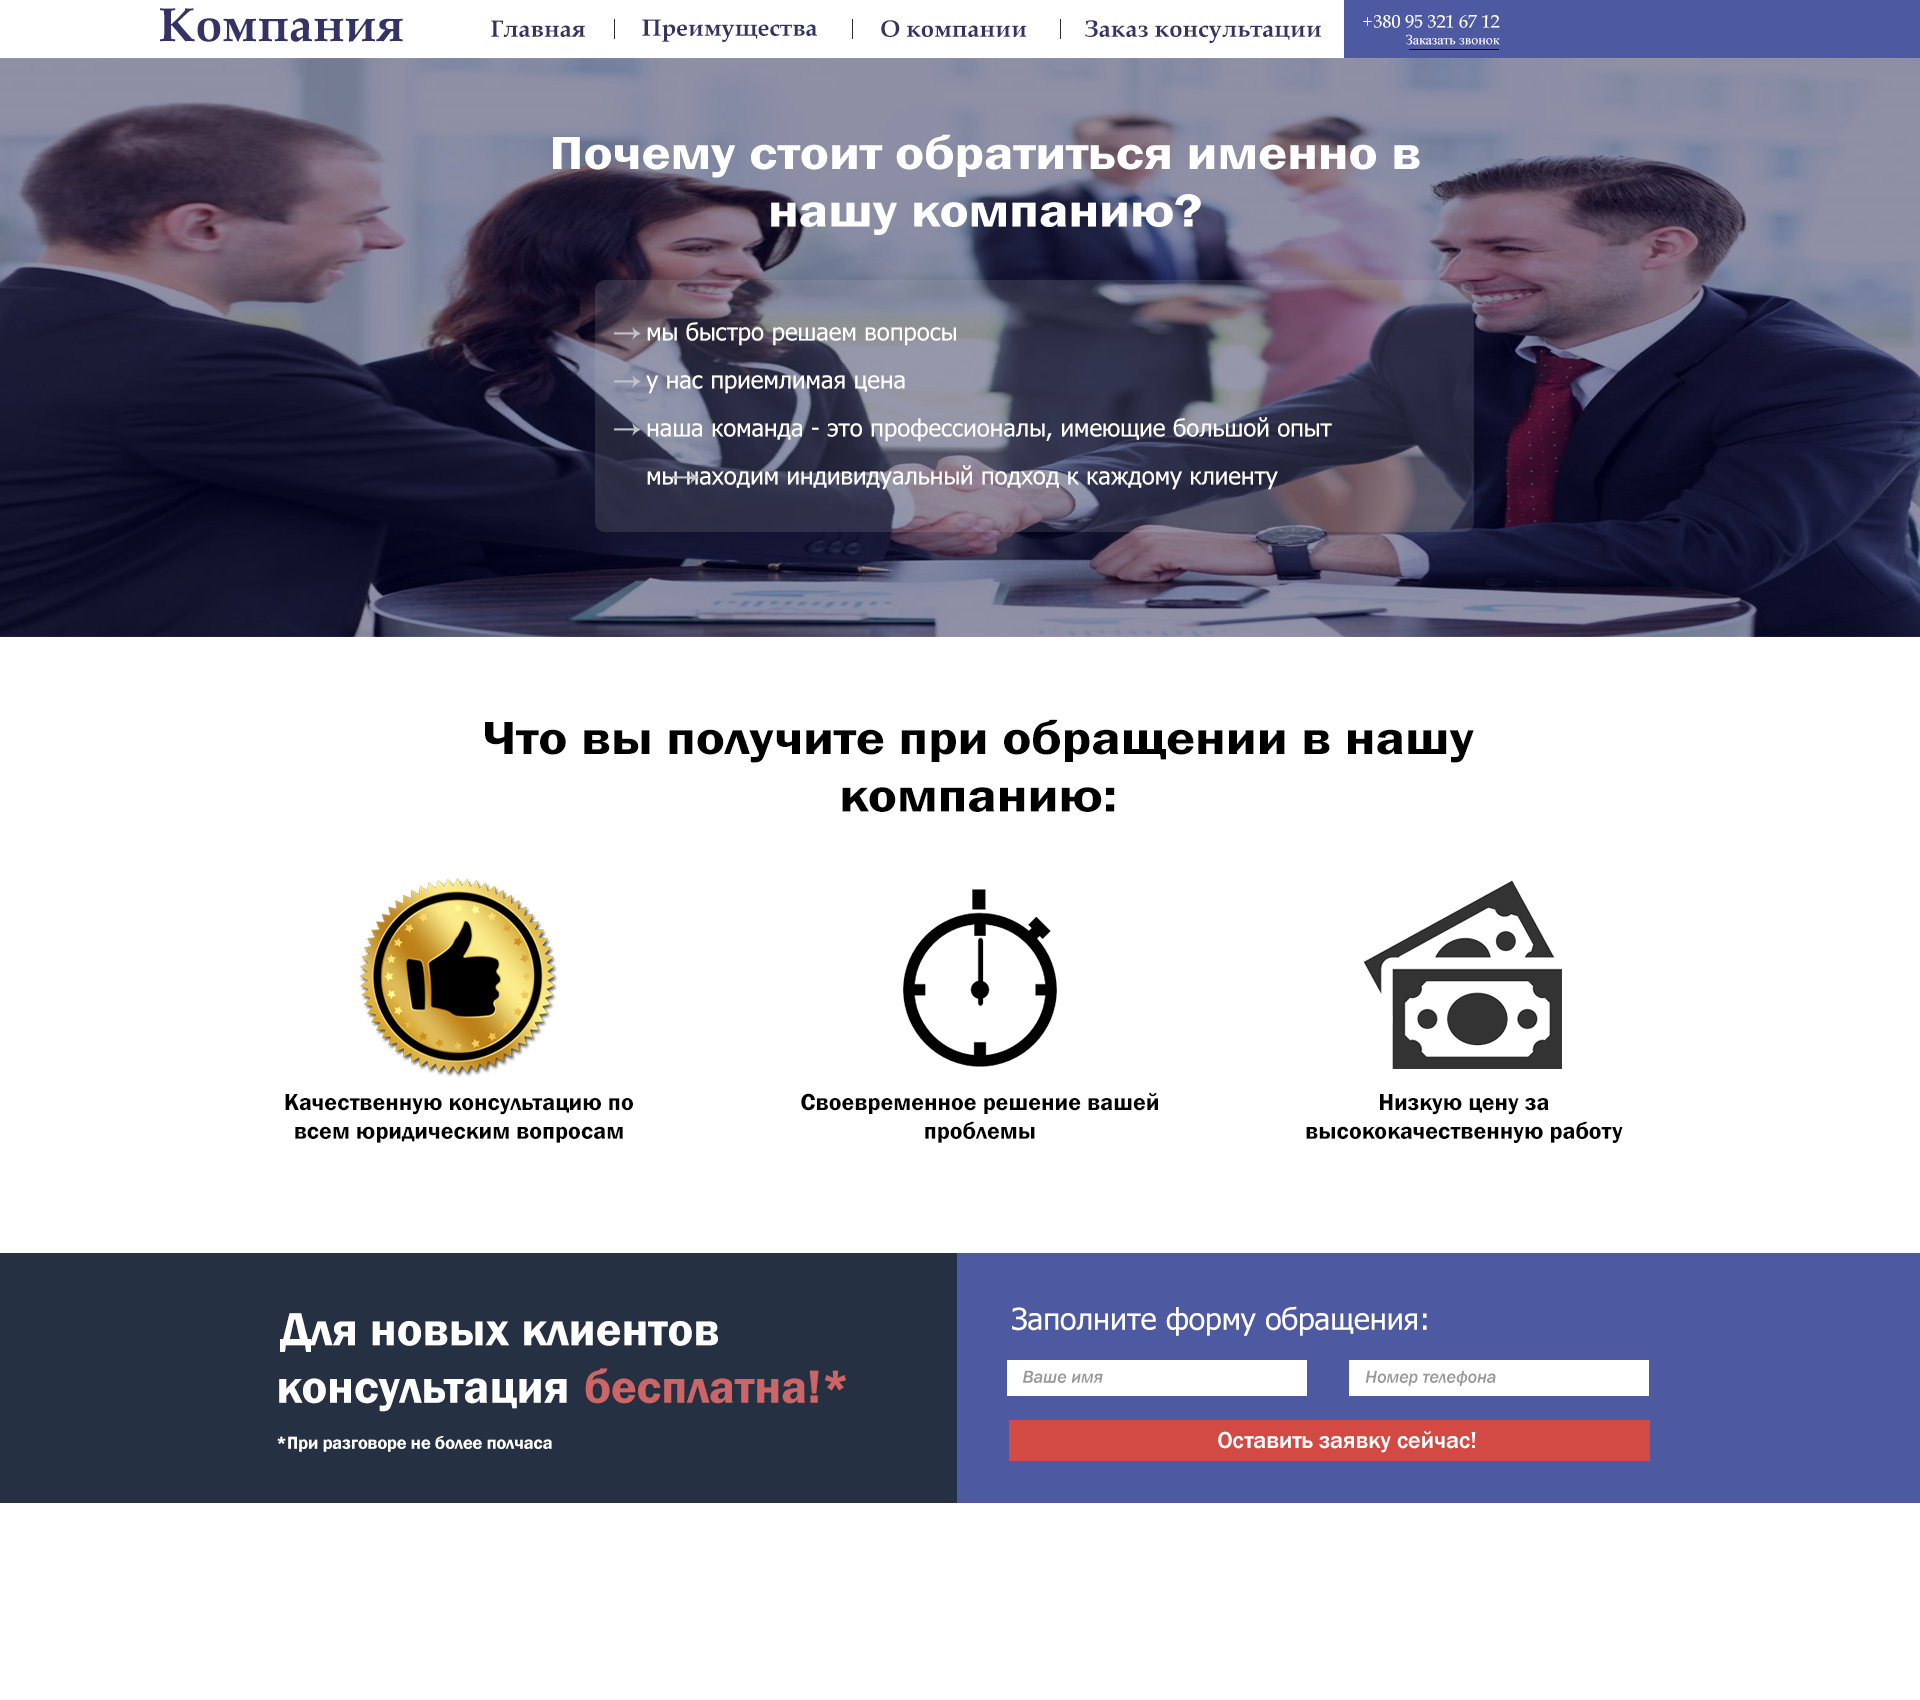 Компания
Главная
Преимущества
О компании
Заказ консультации
+380 95 321 67 12
Заказать звонок
Почему стоит обратиться именно в
нашу компанию?
мы быстро решаем вопросы
у нас приемлимая цена
наша команда - это профессионалы, имеющие большой опыт
мы находим индивидуальный подход к каждому клиенту
Что вы получите при обращении в нашу
компанию:
Качественную консультацию по
всем юридическим вопросам
Своевременное решение вашей
проблемы
Низкую цену за
высококачественную работу
Для новых клиентов
консультация бесплатна!*
*При разговоре не более получаса
Заполните форму обращения:
Ваше имя
Номер телефона
Оставить заявку сейчас!